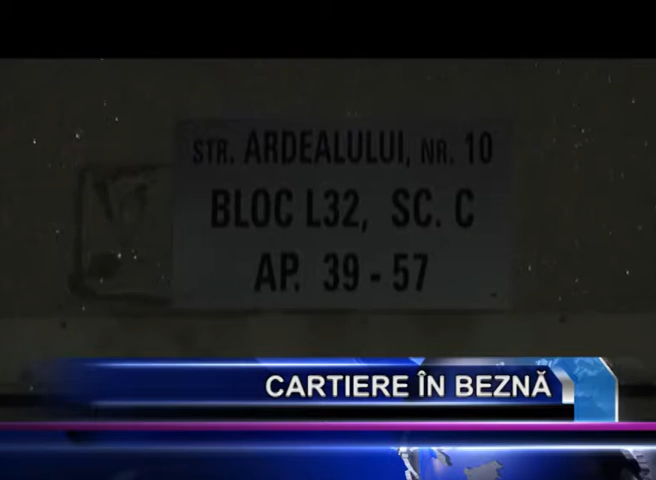 STR. ARDEALULUI, NR. 10
BLOC L32, SC. C
AP. 39 - 57
CARTIERE ÎN BEZNĂ